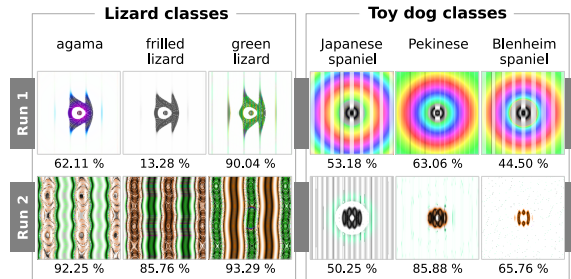 Lizard classes
Toy dog classes
agama
frilled lizard
green lizard
Japanese spaniel
Pekinese
Blenheim spaniel
Run 1
62.11 %
13.28 %
90.04 %
53.18 %
63.06 %
44.50 %
Run 2
92.25 %
85.76 %
93.29 %
50.25 %
85.88 %
65.76 %